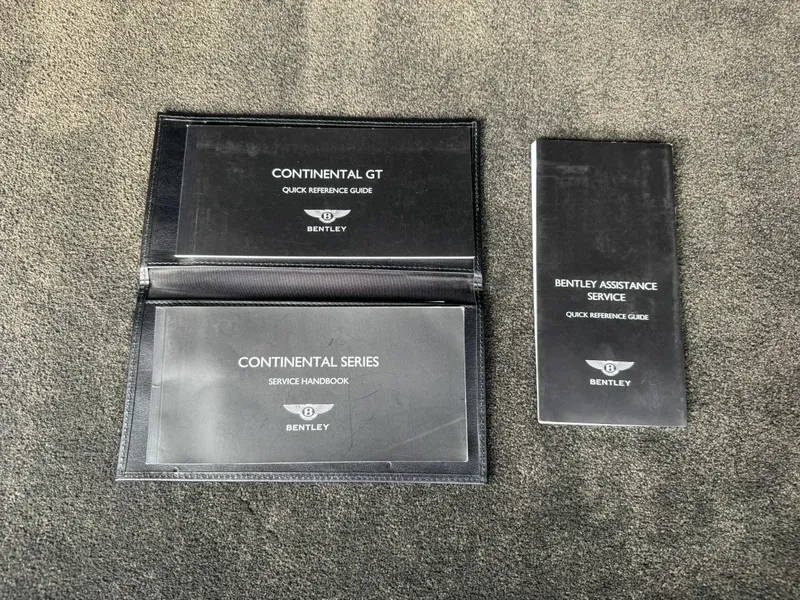 CONTINENTAL GT
QUICK REFERENCE GUIDE
B
BENTLEY
CONTINENTAL SERIES
SERVICE HANDBOOK
B
BENTLEY
BENTLEY ASSISTANCE
SERVICE
QUICK REFERENCE GUIDE
B
BENTLEY